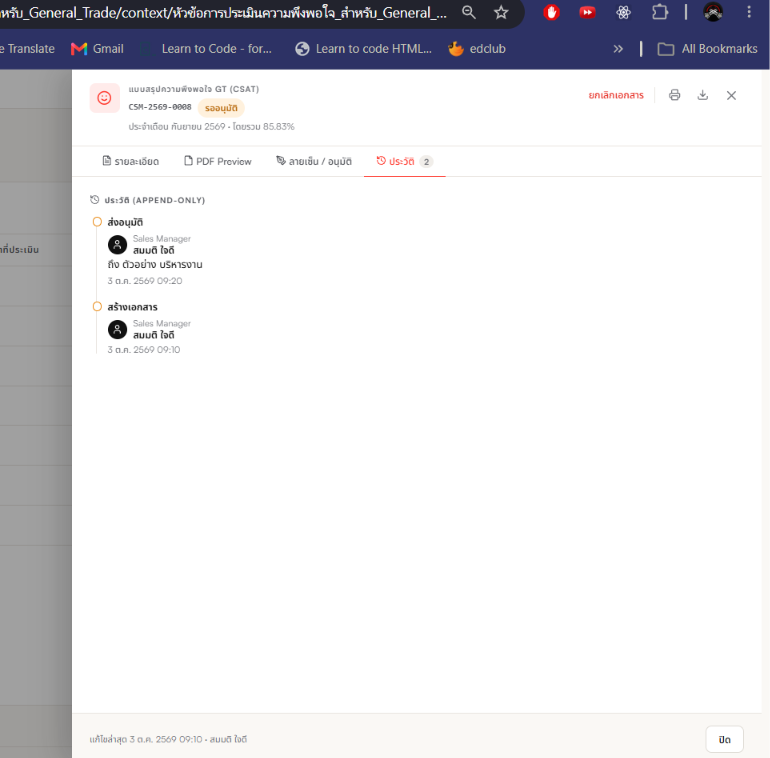 หรับ_General_Trade/context/หัวข้อการประเมินความพึงพอใจ_สำหรับ_General_...
e Translate Gmail Learn to Code - for... Learn to code HTML... edclub » All Bookmarks
แบบสรุปความพึงพอใจ GT (CSAT)
CSM-2569-0008 รออนุมัติ
ประจำเดือน กันยายน 2569 • โดยรวม 85.83%
ยกเลิกเอกสาร
รายละเอียด PDF Preview ลายเซ็น / อนุมัติ ประวัติ 2
ประวัติ (APPEND-ONLY)
ส่งอนุมัติ
Sales Manager
สมมติ ใจดี
ถึง ตัวอย่าง บริหารงาน
3 ต.ค. 2569 09:20
สร้างเอกสาร
Sales Manager
สมมติ ใจดี
3 ต.ค. 2569 09:10
ที่ประเมิน
แก้ไขล่าสุด 3 ต.ค. 2569 09:10 • สมมติ ใจดี
ปิด